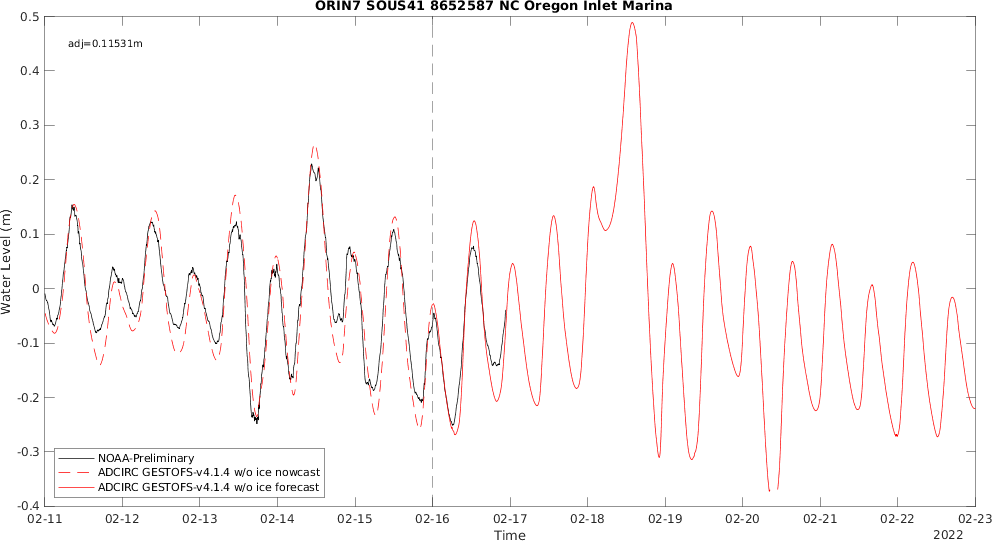 ORIN7 SOUS41 8652587 NC Oregon Inlet Marina
adj=0.11531m
0.5
0.4
0.3
0.2
0.1
0
-0.1
-0.2
-0.3
-0.4
Water Level (m)
NOAA-Preliminary
ADCIRC GESTOFS-v4.1.4 w/o ice nowcast
ADCIRC GESTOFS-v4.1.4 w/o ice forecast
02-11 02-12 02-13 02-14 02-15 02-16 02-17 02-18 02-19 02-20 02-21 02-22 02-23
Time
2022